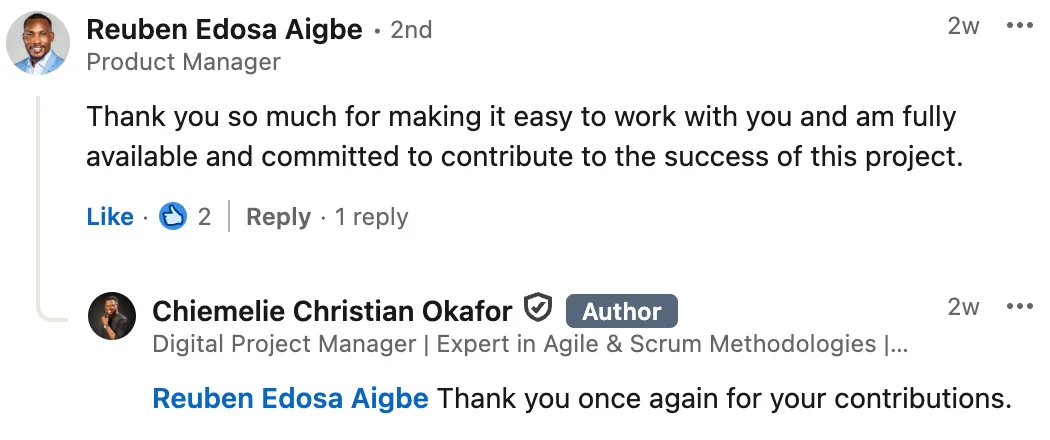 Reuben Edosa Aigbe • 2nd 2w •••
Product Manager
Thank you so much for making it easy to work with you and am fully
available and committed to contribute to the success of this project.
Like · 2 | Reply · 1 reply
Chiemelie Christian Okafor Author 2w •••
Digital Project Manager | Expert in Agile & Scrum Methodologies |...
Reuben Edosa Aigbe Thank you once again for your contributions.